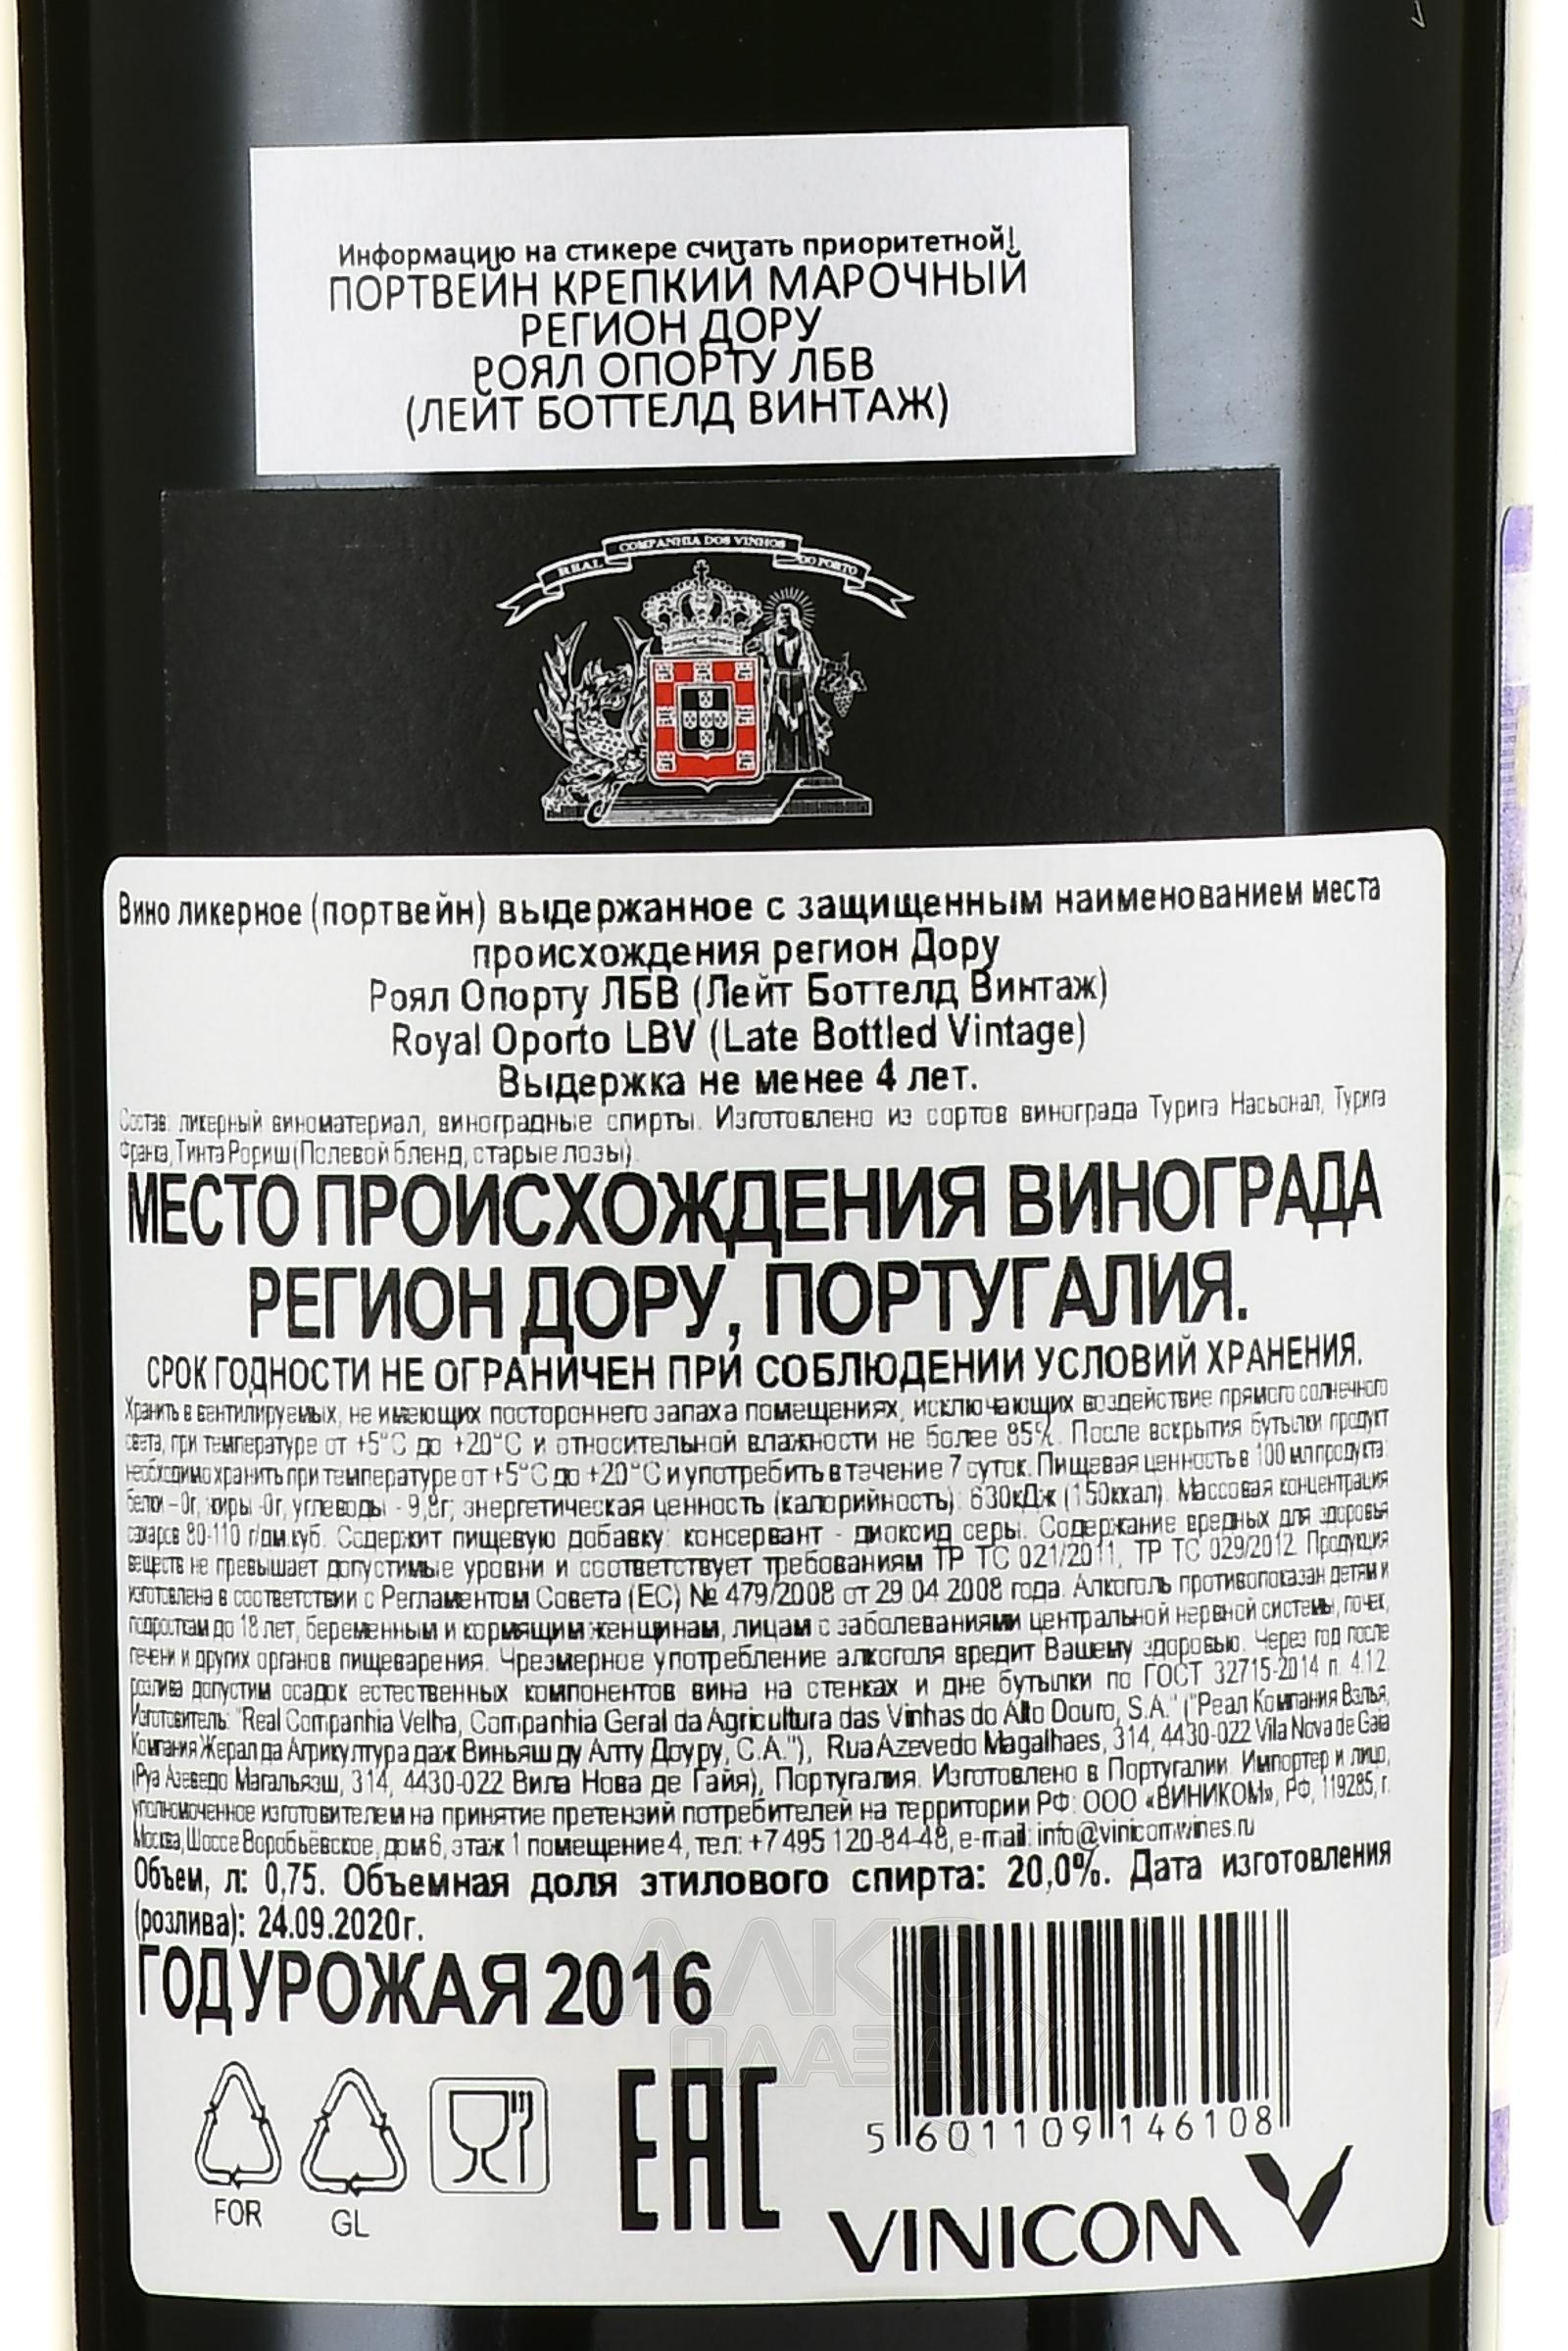 Информацию на стикере считать приоритетной!
ПОРТВЕЙН КРЕПКИЙ МАРОЧНЫЙ
РЕГИОН ДОРУ
РОЯЛ ОПОРТУ ЛБВ
(ЛЕЙТ БОТТЕЛД ВИНТАЖ)
REAL COMPANHIA DOS VINHOS DO PORTO
Вино ликерное (портвейн) выдержанное с защищенным наименованием места
происхождения регион Дору
Роял Опорту ЛБВ (Лейт Боттелд Винтаж)
Royal Oporto LBV (Late Bottled Vintage)
Выдержка не менее 4 лет.
Состав: ликерный виноматериал, виноградные спирты. Изготовлено из сортов винограда Турига Насьонал, Турига
Франка, Тинта Рориш (Полевой бленд, старые лозы).
МЕСТО ПРОИСХОЖДЕНИЯ ВИНОГРАДА
РЕГИОН ДОРУ, ПОРТУГАЛИЯ.
СРОК ГОДНОСТИ НЕ ОГРАНИЧЕН ПРИ СОБЛЮДЕНИИ УСЛОВИЙ ХРАНЕНИЯ.
Хранить в вентилируемых, не имеющих постороннего запаха помещениях, исключающих воздействие прямого солнечного
света, при температуре от +5°С до +20°С и относительной влажности не более 85%. После вскрытия бутылки продукт
необходимо хранить при температуре от +5°С до +20°С и употребить в течение 7 суток. Пищевая ценность в 100 мл продукта:
белки – 0г, жиры -0г, углеводы - 9,8г; энергетическая ценность (калорийность): 630кДж (150ккал). Массовая концентрация
сахаров 80-110 г/дм.куб. Содержит пищевую добавку: консервант - диоксид серы. Содержание вредных для здоровья
веществ не превышает допустимые уровни и соответствует требованиям ТР ТС 021/2011, ТР ТС 029/2012. Продукция
изготовлена в соответствии с Регламентом Совета (ЕС) № 479/2008 от 29.04.2008 года. Алкоголь противопоказан детям и
подросткам до 18 лет, беременным и кормящим женщинам, лицам с заболеваниями центральной нервной системы, почек,
печени и других органов пищеварения. Чрезмерное употребление алкоголя вредит Вашему здоровью. Через год после
розлива допустим осадок естественных компонентов вина на стенках и дне бутылки по ГОСТ 32715-2014 п. 4.12.
Изготовитель: "Real Companhia Velha, Companhia Geral da Agricultura das Vinhas do Alto Douro, S.A." ("Реал Компания Вэлья,
Компания Жерал да Агрикултура даж Виньяш ду Алту Доуру, С.А."), Rua Azevedo Magalhaes, 314, 4430-022 Vila Nova de Gaia
(Руа Азеведо Магальяэш, 314, 4430-022 Вила Нова де Гайя), Португалия. Изготовлено в Португалии. Импортер и лицо,
уполномоченное изготовителем на принятие претензий потребителей на территории РФ: ООО «ВИНИКОМ», РФ, 119285, г.
Москва, Шоссе Воробьёвское, дом 6, этаж 1 помещение 4, тел: +7 495 120-84-48, e-mail: info@vinicomwines.ru
Объем, л: 0,75. Объемная доля этилового спирта: 20,0%. Дата изготовления
(розлива): 24.09.2020г.
ГОД УРОЖАЯ 2016
АЛКО
ПЛАЗА
FOR
GL
ЕАС
5 601109 146108
VINICOM